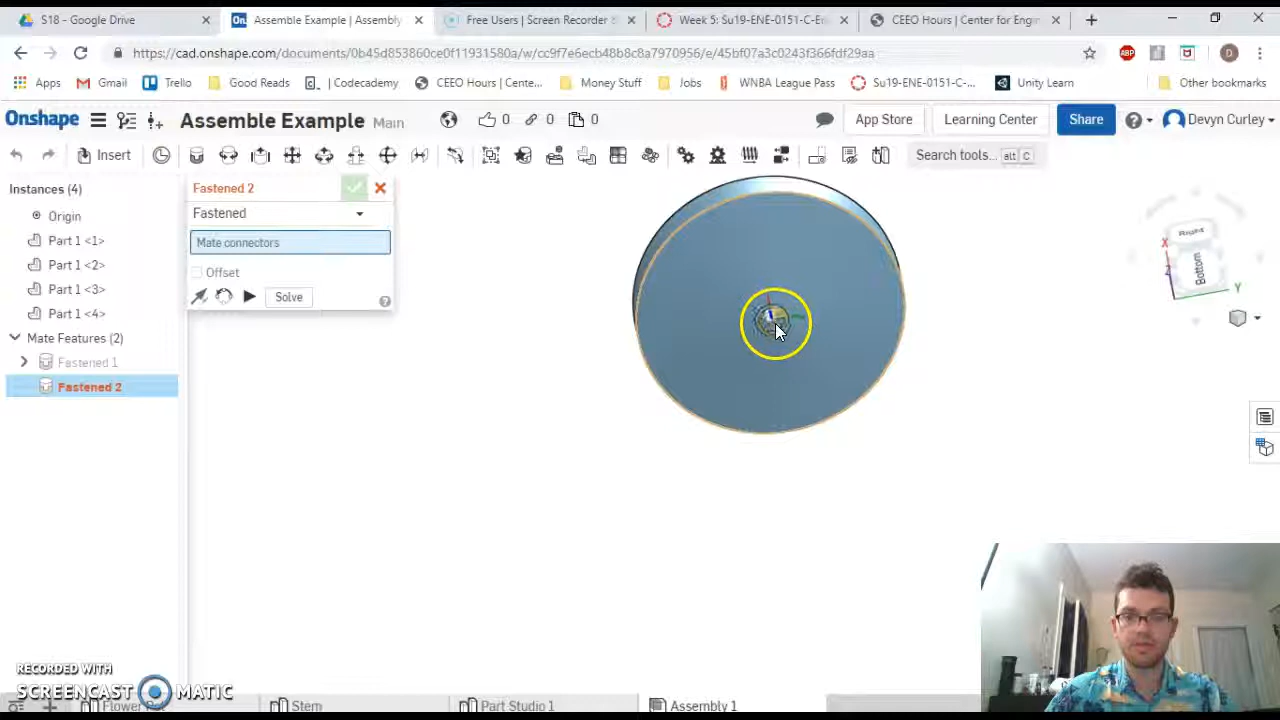 S18 - Google Drive
Assemble Example | Assembly
Free Users | Screen Recorder
Week 5: Su19-ENE-0151-C-En
CEEO Hours | Center for Engin
https://cad.onshape.com/documents/0b45d853860ce0f11931580a/w/cc9f7e6ecb48b8c8a7970956/e/45bf07a3c0243f366fdf29aa
Apps
Gmail
Trello
Good Reads
| Codecademy
CEEO Hours | Cente...
Money Stuff
Jobs
WNBA League Pass
Su19-ENE-0151-C-...
Unity Learn
Other bookmarks
Onshape
Assemble Example Main
0
0
0
App Store
Learning Center
Share
Devyn Curley
Insert
Search tools... alt C
Instances (4)
Origin
Part 1 <1>
Part 1 <2>
Part 1 <3>
Part 1 <4>
Mate Features (2)
Fastened 1
Fastened 2
Fastened 2
Fastened
Mate connectors
Offset
Solve
Right
Bottom
X
Z
Y
RECORDED WITH
SCREENCAST MATIC
Stem
Part Studio 1
Assembly 1